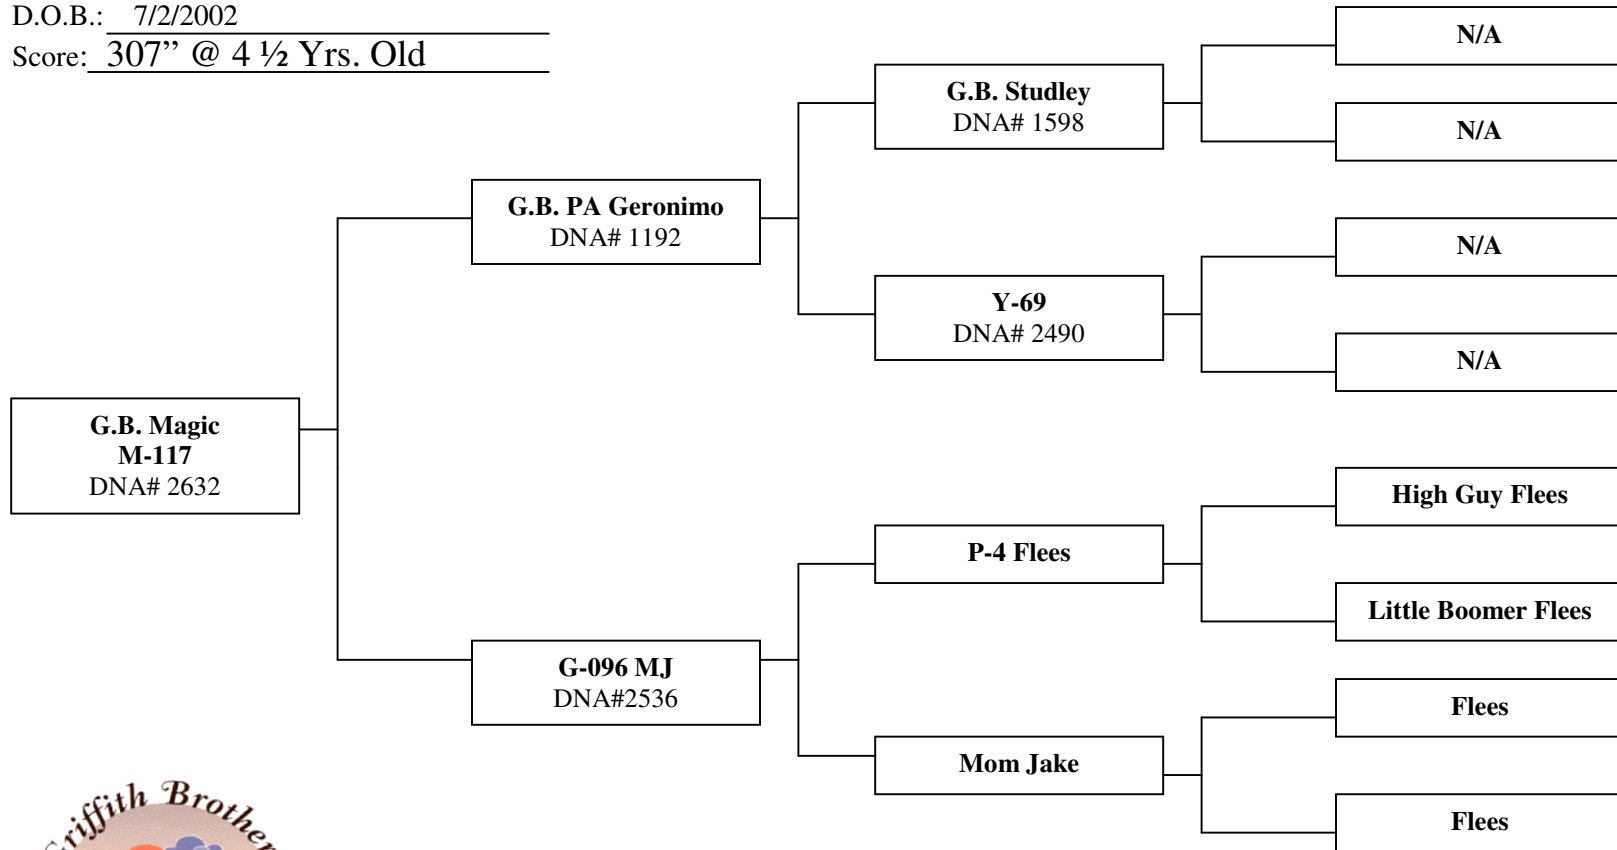 D.O.B.: 7/2/2002
Score: 307” @ 4 ½ Yrs. Old
N/A
G.B. Studley
DNA# 1598
N/A
G.B. PA Geronimo
DNA# 1192
N/A
Y-69
DNA# 2490
N/A
G.B. Magic
M-117
DNA# 2632
High Guy Flees
P-4 Flees
Little Boomer Flees
G-096 MJ
DNA#2536
Flees
Mom Jake
Flees